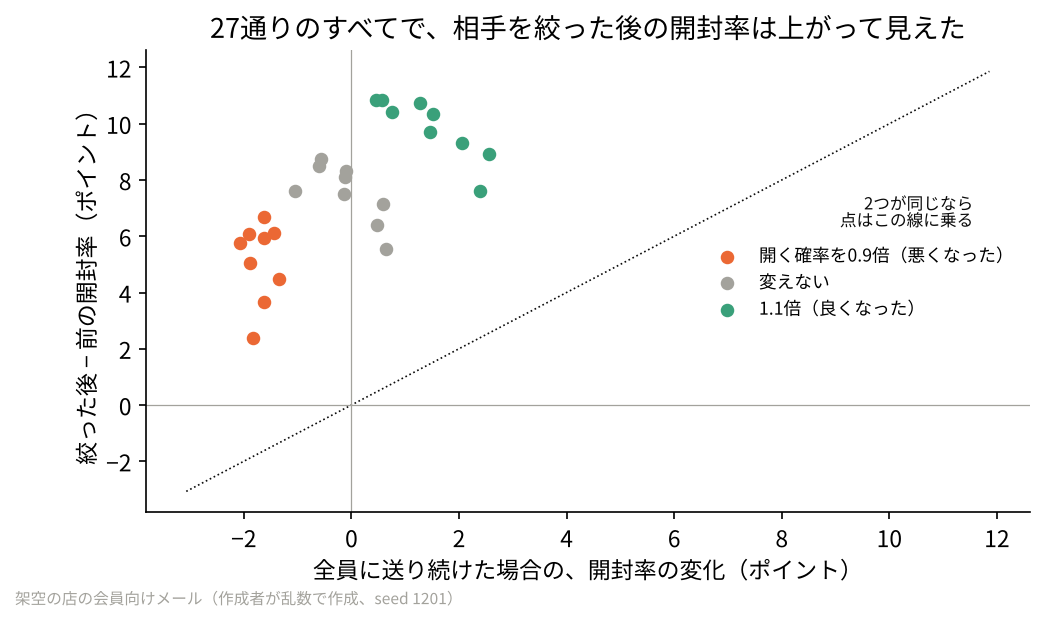 27通りのすべてで、相手を絞った後の開封率は上がって見えた
絞った後 − 前の開封率（ポイント）
12
10
8
6
4
2
0
−2
2つが同じなら
点はこの線に乗る
開く確率を0.9倍（悪くなった）
変えない
1.1倍（良くなった）
−2
0
2
4
6
8
10
12
全員に送り続けた場合の、開封率の変化（ポイント）
架空の店の会員向けメール（作成者が乱数で作成、seed 1201）